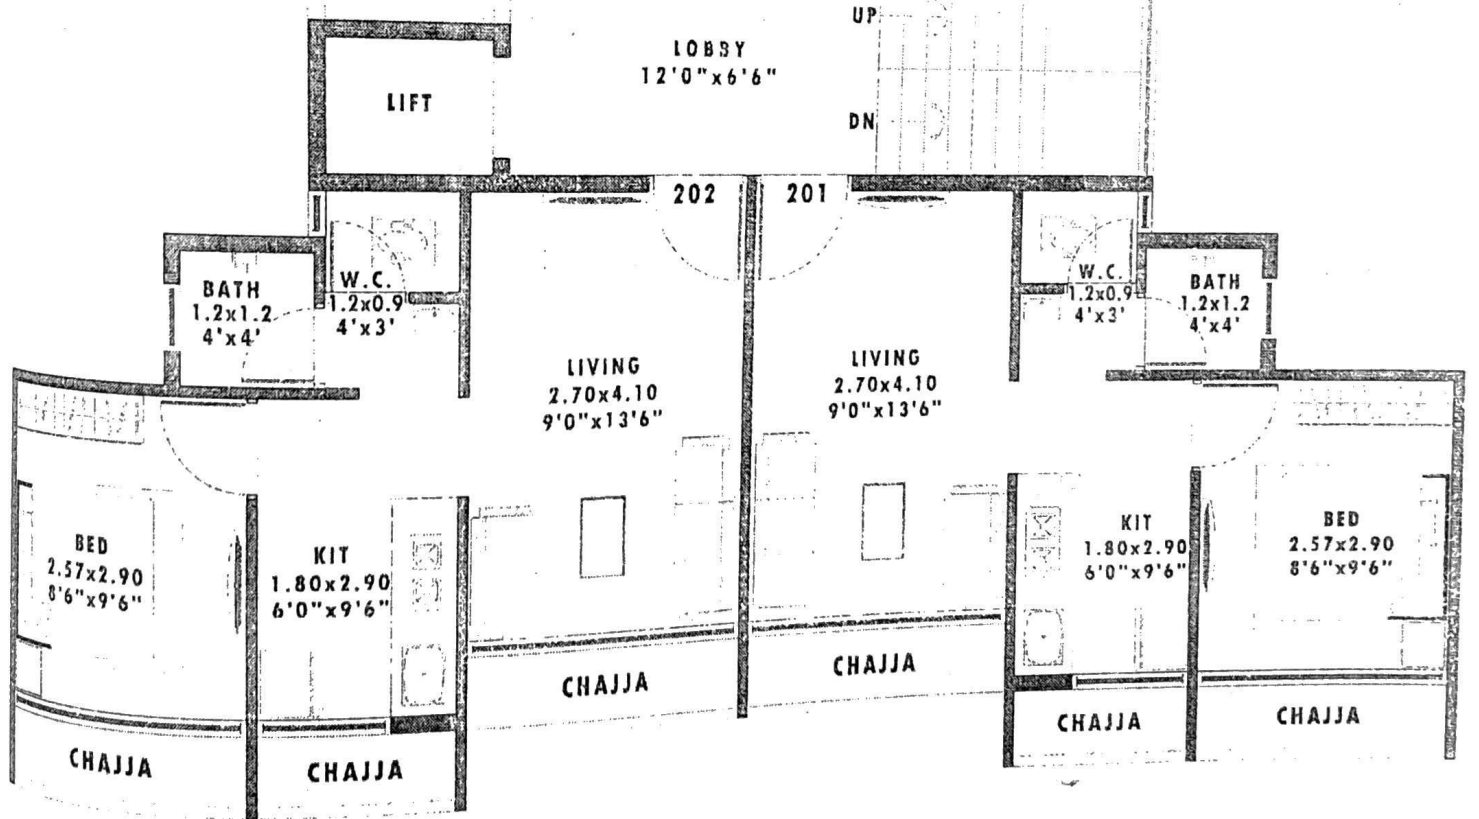 UP
LOBBY
12'0"x6'6"
LIFT
DN
202
201
BATH
1.2x1.2
4'x4'
W.C.
1.2x0.9
4'x3'
LIVING
2.70x4.10
9'0"x13'6"
LIVING
2.70x4.10
9'0"x13'6"
W.C.
1.2x0.9
4'x3'
BATH
1.2x1.2
4'x4'
BED
2.57x2.90
8'6"x9'6"
KIT
1.80x2.90
6'0"x9'6"
KIT
1.80x2.90
6'0"x9'6"
BED
2.57x2.90
8'6"x9'6"
CHAJJA
CHAJJA
CHAJJA
CHAJJA
CHAJJA
CHAJJA